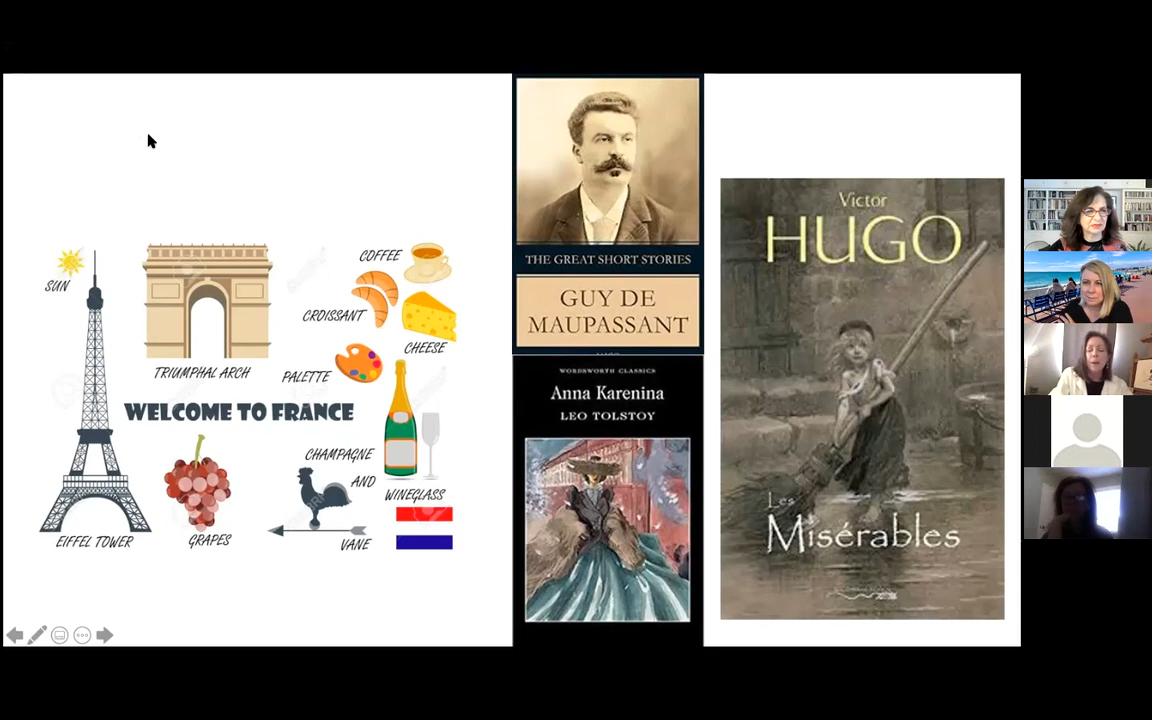 SUN
COFFEE
CROISSANT
CHEESE
TRIUMPHAL ARCH
PALETTE
WELCOME TO FRANCE
CHAMPAGNE
AND
WINEGLASS
EIFFEL TOWER
GRAPES
VANE
THE GREAT SHORT STORIES
GUY DE
MAUPASSANT
WORDSWORTH CLASSICS
Anna Karenina
LEO TOLSTOY
Victor
HUGO
Les
Misérables